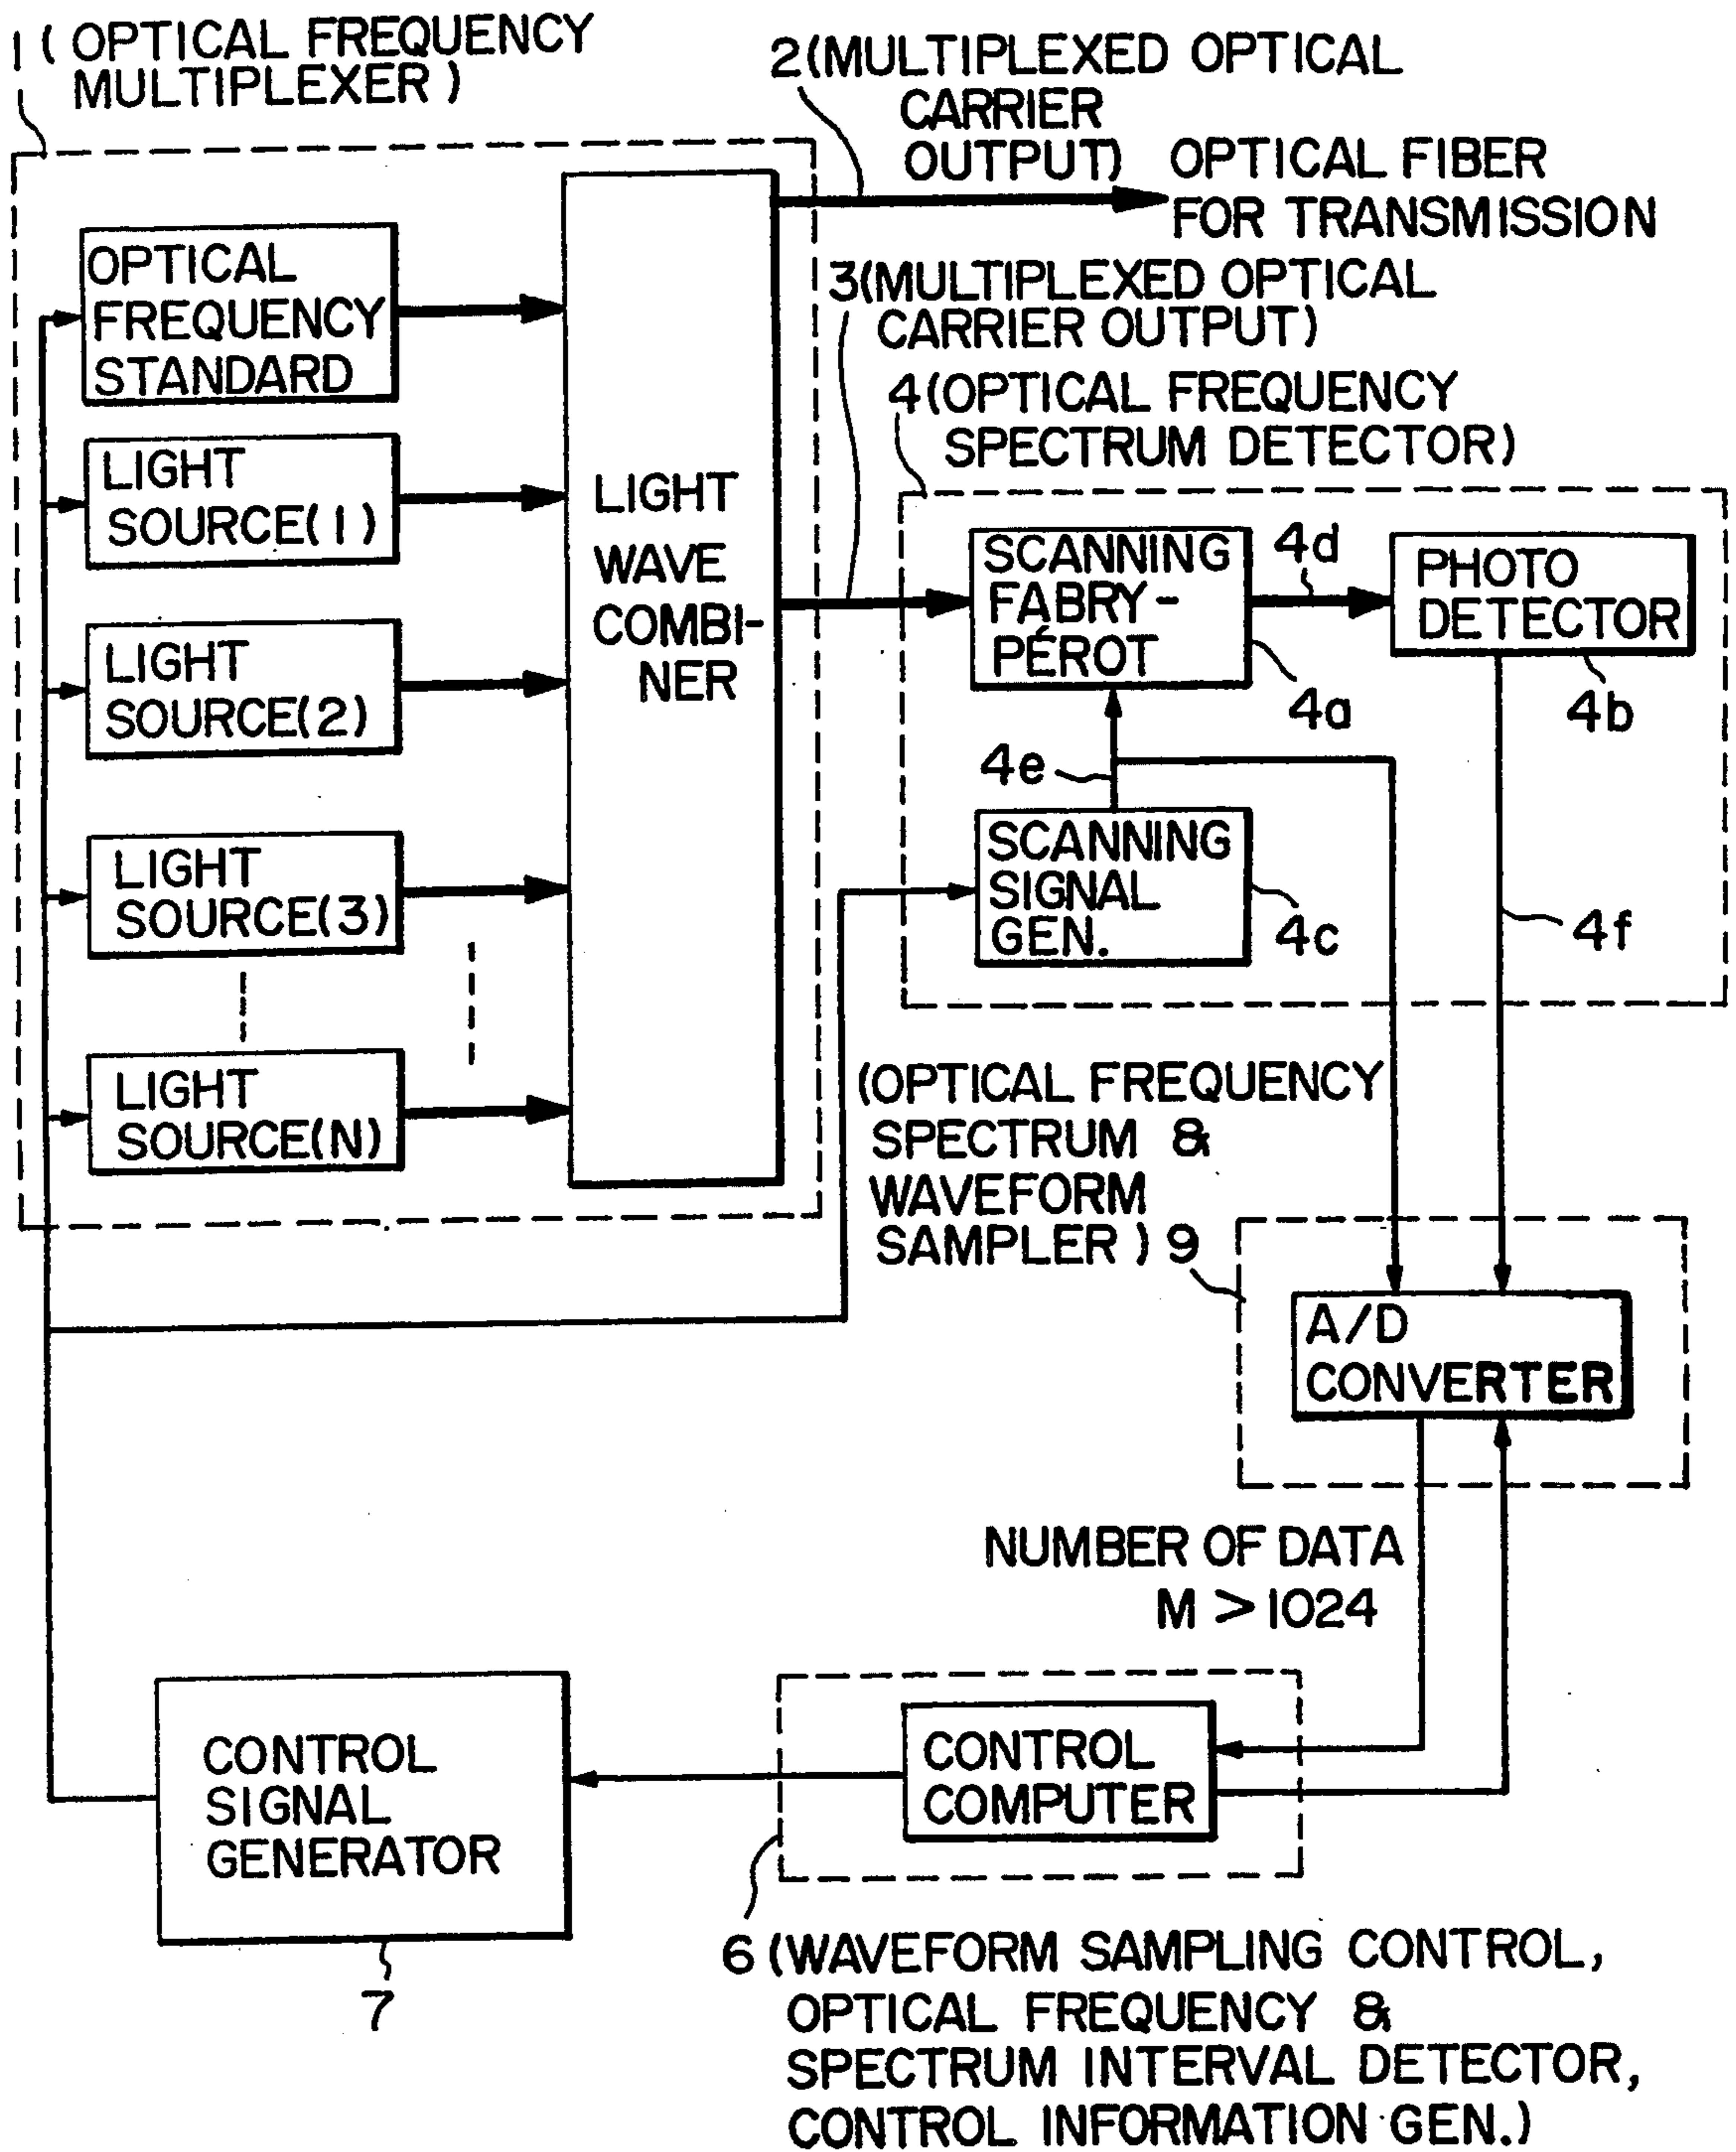 1 (OPTICAL FREQUENCY
MULTIPLEXER)
2(MULTIPLEXED OPTICAL
CARRIER
OUTPUT)
OPTICAL FIBER
FOR TRANSMISSION
3(MULTIPLEXED OPTICAL
CARRIER OUTPUT)
4(OPTICAL FREQUENCY
SPECTRUM DETECTOR)
OPTICAL
FREQUENCY
STANDARD
LIGHT
SOURCE(1)
LIGHT
SOURCE(2)
LIGHT
SOURCE(3)
LIGHT
SOURCE(N)
LIGHT
WAVE
COMBI-
NER
SCANNING
FABRY-
PÉROT
4a
4d
PHOTO
DETECTOR
4b
4e
SCANNING
SIGNAL
GEN.
4c
4f
(OPTICAL FREQUENCY
SPECTRUM &
WAVEFORM
SAMPLER) 9
A/D
CONVERTER
NUMBER OF DATA
M > 1024
CONTROL
SIGNAL
GENERATOR
7
CONTROL
COMPUTER
6 (WAVEFORM SAMPLING CONTROL,
OPTICAL FREQUENCY &
SPECTRUM INTERVAL DETECTOR,
CONTROL INFORMATION GEN.)